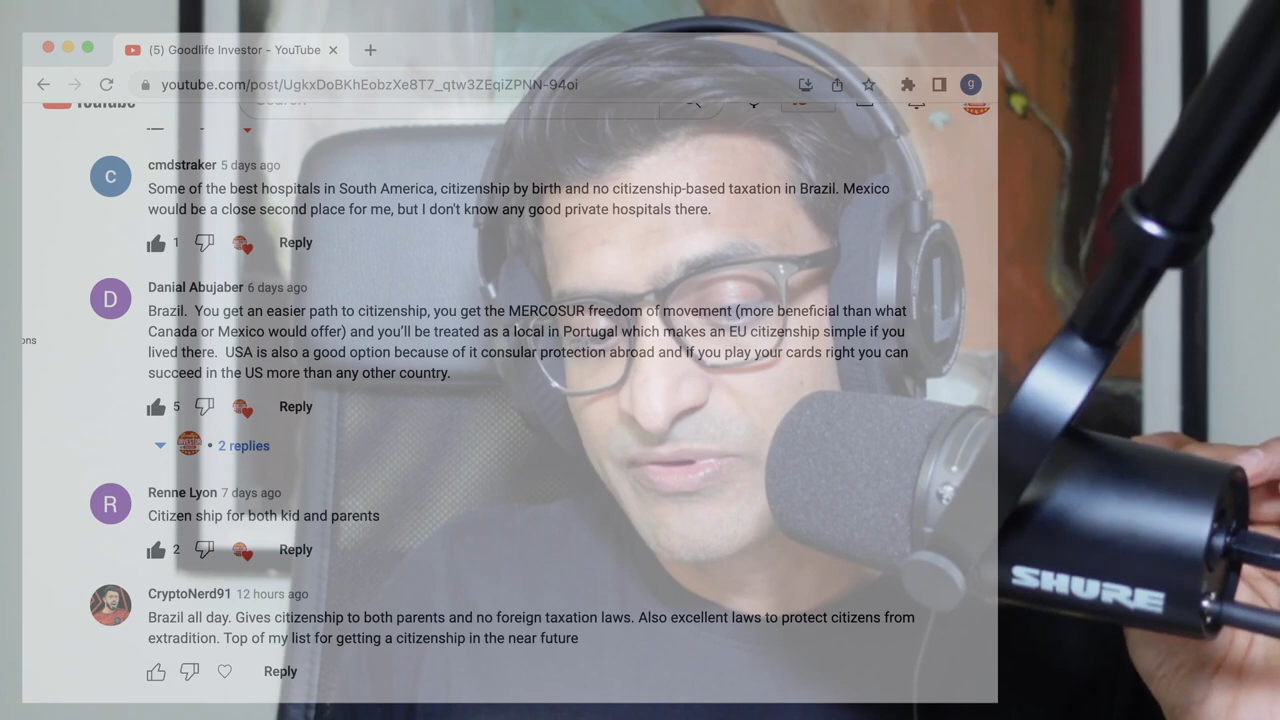 (5) Goodlife Investor - YouTube
youtube.com/post/UgkxDoBKhEobzXe8T7_qtw3ZEqiZPNN-94oi
g
YouTube
Search
cmdstraker 5 days ago
C
Some of the best hospitals in South America, citizenship by birth and no citizenship-based taxation in Brazil. Mexico
would be a close second place for me, but I don't know any good private hospitals there.
1
Reply
Danial Abujaber 6 days ago
D
Brazil. You get an easier path to citizenship, you get the MERCOSUR freedom of movement (more beneficial than what
Canada or Mexico would offer) and you'll be treated as a local in Portugal which makes an EU citizenship simple if you
ons
lived there. USA is also a good option because of it consular protection abroad and if you play your cards right you can
succeed in the US more than any other country.
5
Reply
INVESTOR
• 2 replies
Renne Lyon 7 days ago
R
Citizen ship for both kid and parents
2
Reply
CryptoNerd91 12 hours ago
Brazil all day. Gives citizenship to both parents and no foreign taxation laws. Also excellent laws to protect citizens from
extradition. Top of my list for getting a citizenship in the near future
Reply
SHURE